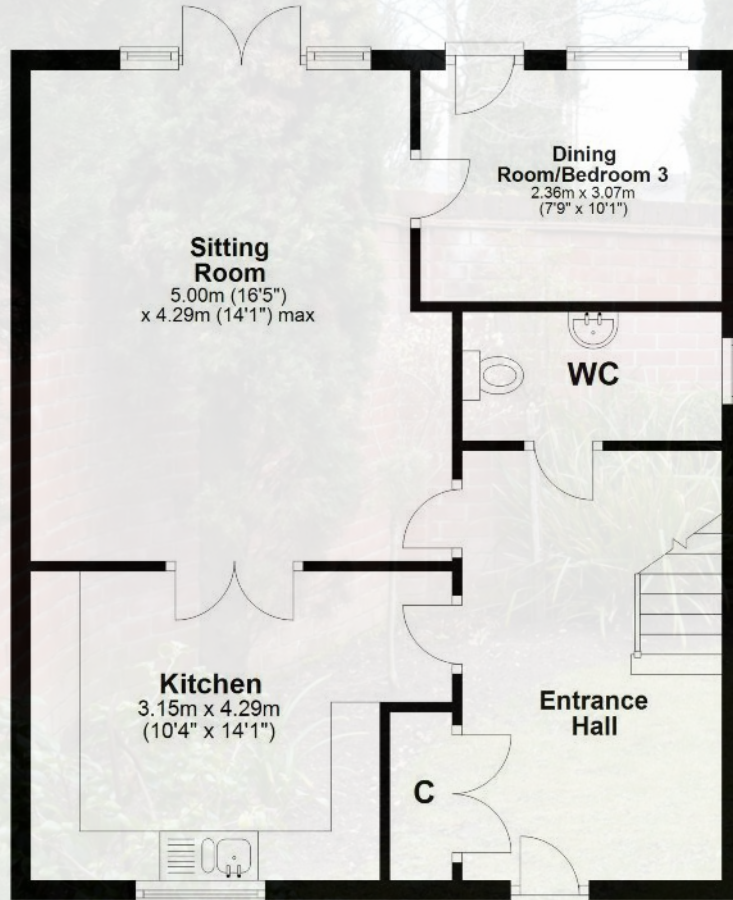 Dining
Room/Bedroom 3
2.36m x 3.07m
(7'9" x 10'1")
Sitting
Room
5.00m (16'5")
x 4.29m (14'1") max
WC
Kitchen
3.15m x 4.29m
(10'4" x 14'1")
Entrance
Hall
C